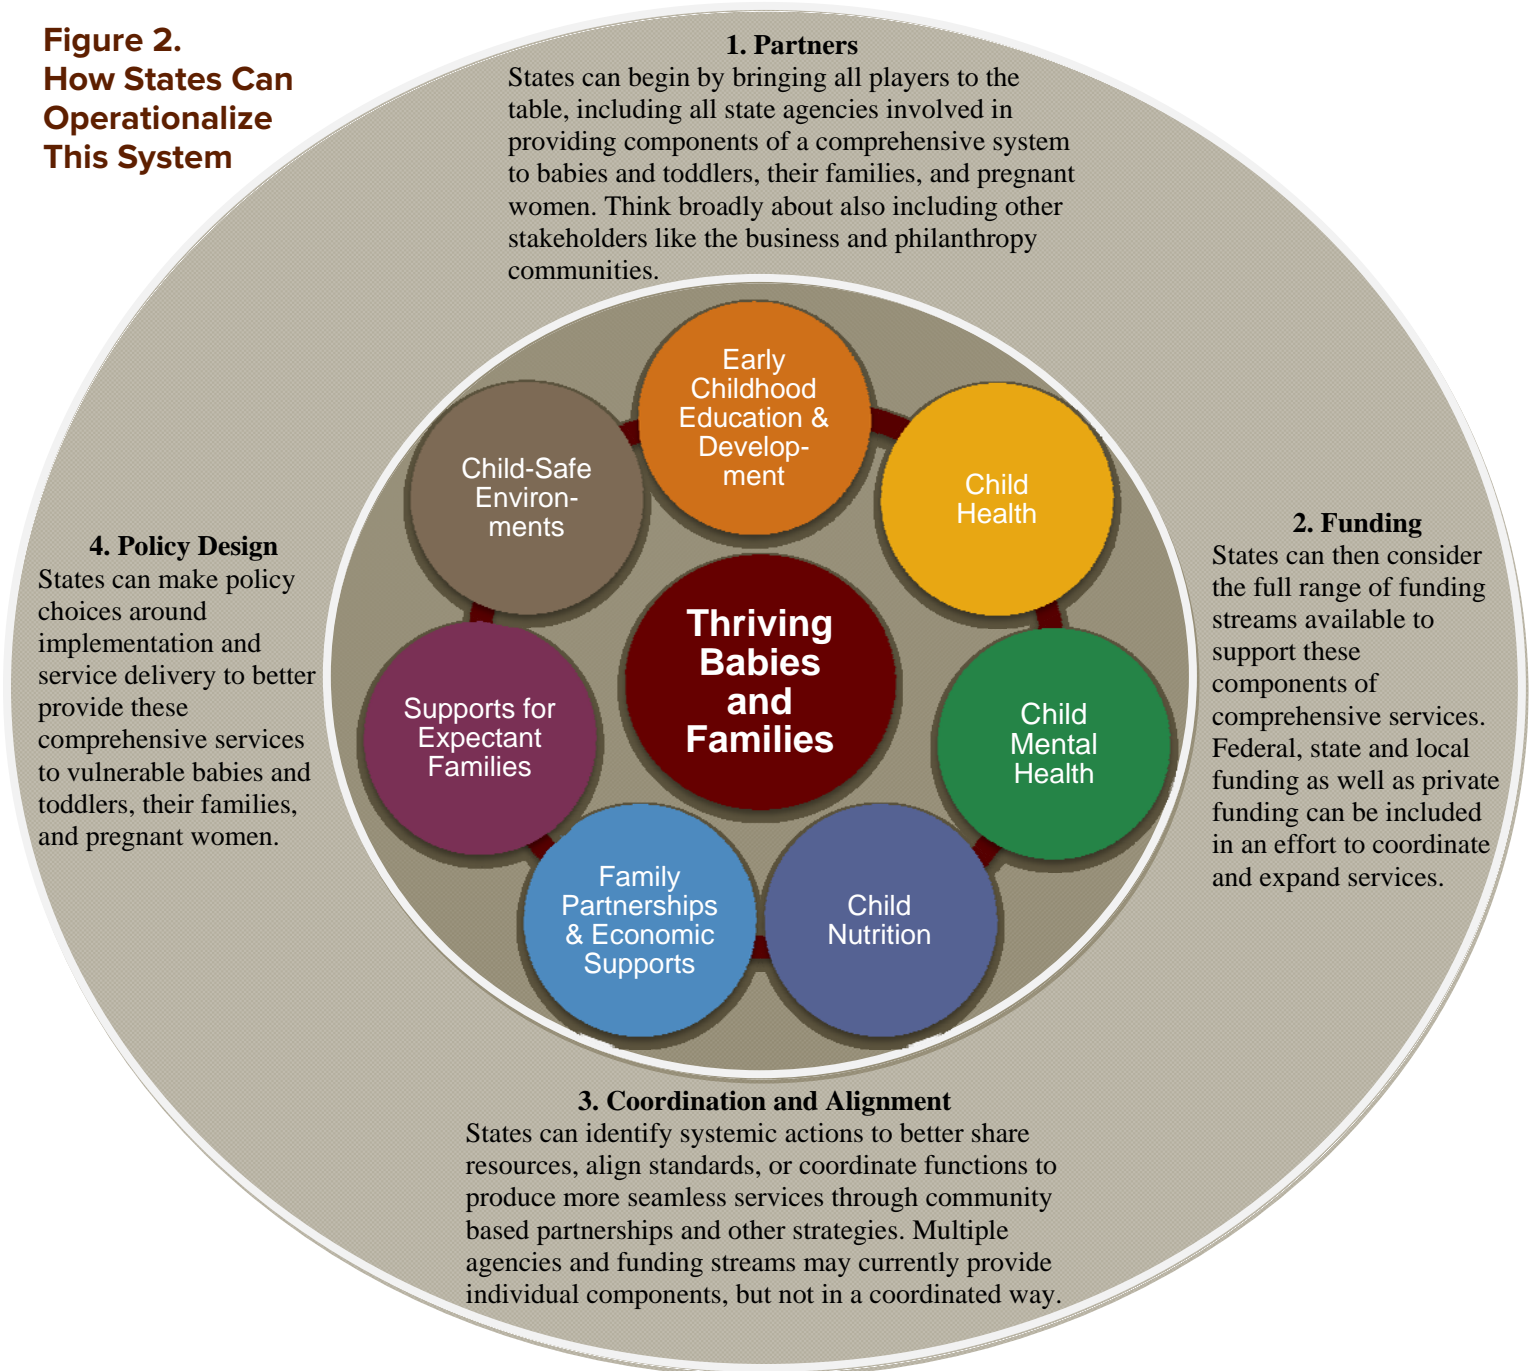 Figure 2.
How States Can
Operationalize
This System
1. Partners
States can begin by bringing all players to the
table, including all state agencies involved in
providing components of a comprehensive system
to babies and toddlers, their families, and pregnant
women. Think broadly about also including other
stakeholders like the business and philanthropy
communities.
Early
Childhood
Education &
Develop-
ment
Child
Health
Child
Mental
Health
Child
Nutrition
Family
Partnerships
& Economic
Supports
Supports for
Expectant
Families
Child-Safe
Environ-
ments
Thriving
Babies
and
Families
2. Funding
States can then consider
the full range of funding
streams available to
support these
components of
comprehensive services.
Federal, state and local
funding as well as private
funding can be included
in an effort to coordinate
and expand services.
3. Coordination and Alignment
States can identify systemic actions to better share
resources, align standards, or coordinate functions to
produce more seamless services through community
based partnerships and other strategies. Multiple
agencies and funding streams may currently provide
individual components, but not in a coordinated way.
4. Policy Design
States can make policy
choices around
implementation and
service delivery to better
provide these
comprehensive services
to vulnerable babies and
toddlers, their families,
and pregnant women.